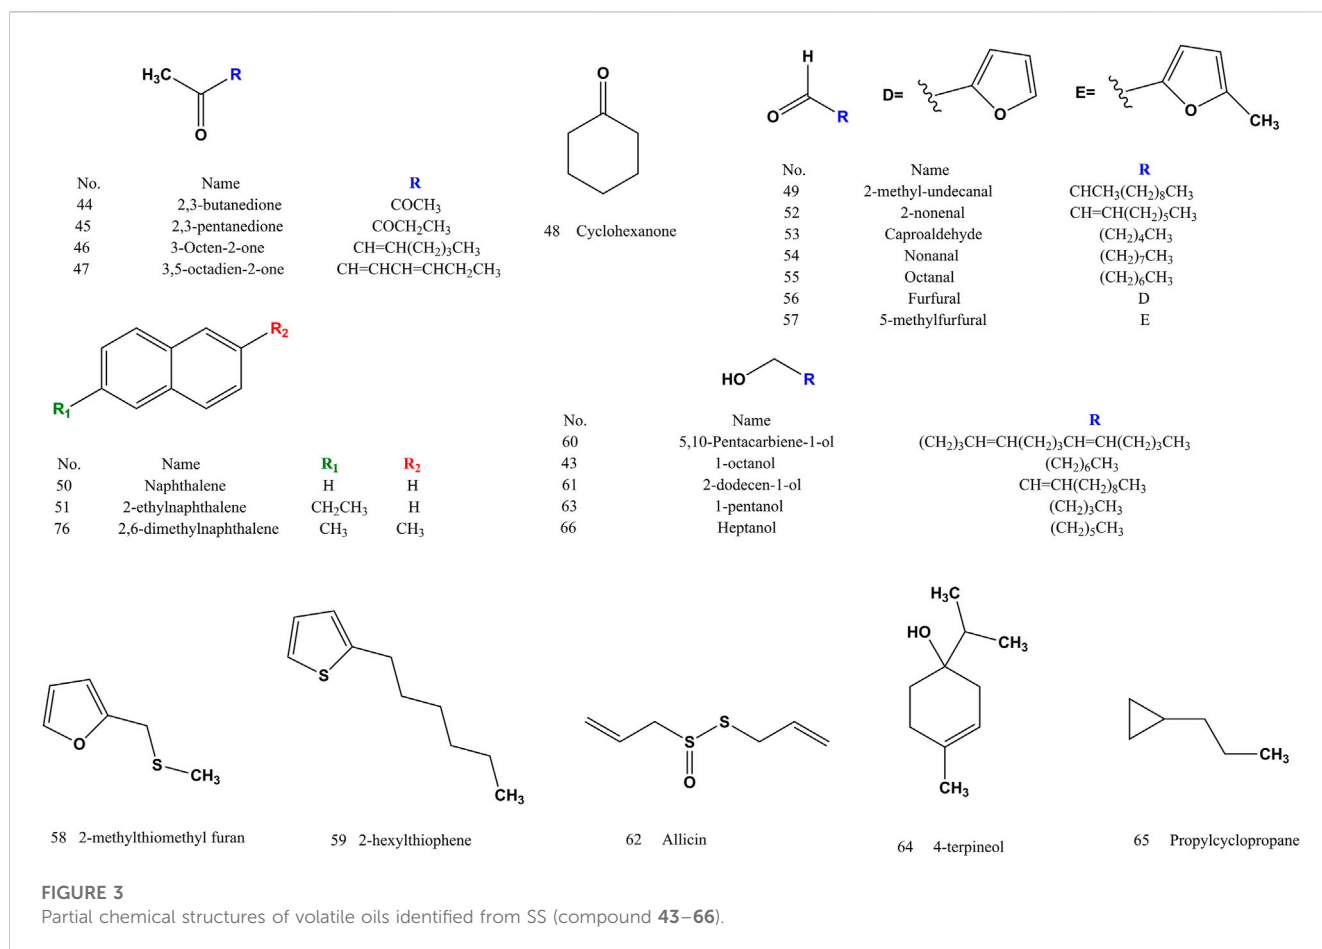 H₃C R
O
No. Name R
44 2,3-butanedione COCH₃
45 2,3-pentanedione COCH₂CH₃
46 3-Octen-2-one CH=CH(CH₂)₃CH₃
47 3,5-octadien-2-one CH=CHCH=CHCH₂CH₃
O
48 Cyclohexanone
H
O R
D= O
E= O CH₃
No. Name R
49 2-methyl-undecanal CHCH₃(CH₂)₈CH₃
52 2-nonenal CH=CH(CH₂)₅CH₃
53 Caproaldehyde (CH₂)₄CH₃
54 Nonanal (CH₂)₇CH₃
55 Octanal (CH₂)₆CH₃
56 Furfural D
57 5-methylfurfural E
R₂
R₁
No. Name R₁ R₂
50 Naphthalene H H
51 2-ethylnaphthalene CH₂CH₃ H
76 2,6-dimethylnaphthalene CH₃ CH₃
HO R
No. Name R
60 5,10-Pentacarbiene-1-ol (CH₂)₃CH=CH(CH₂)₃CH=CH(CH₂)₃CH₃
43 1-octanol (CH₂)₆CH₃
61 2-dodecen-1-ol CH=CH(CH₂)₈CH₃
63 1-pentanol (CH₂)₃CH₃
66 Heptanol (CH₂)₅CH₃
O
S CH₃
58 2-methylthiomethyl furan
S
CH₃
59 2-hexylthiophene
S S
O
62 Allicin
H₃C
HO CH₃
CH₃
64 4-terpineol
CH₃
65 Propylcyclopropane
FIGURE 3
Partial chemical structures of volatile oils identified from SS (compound 43–66).